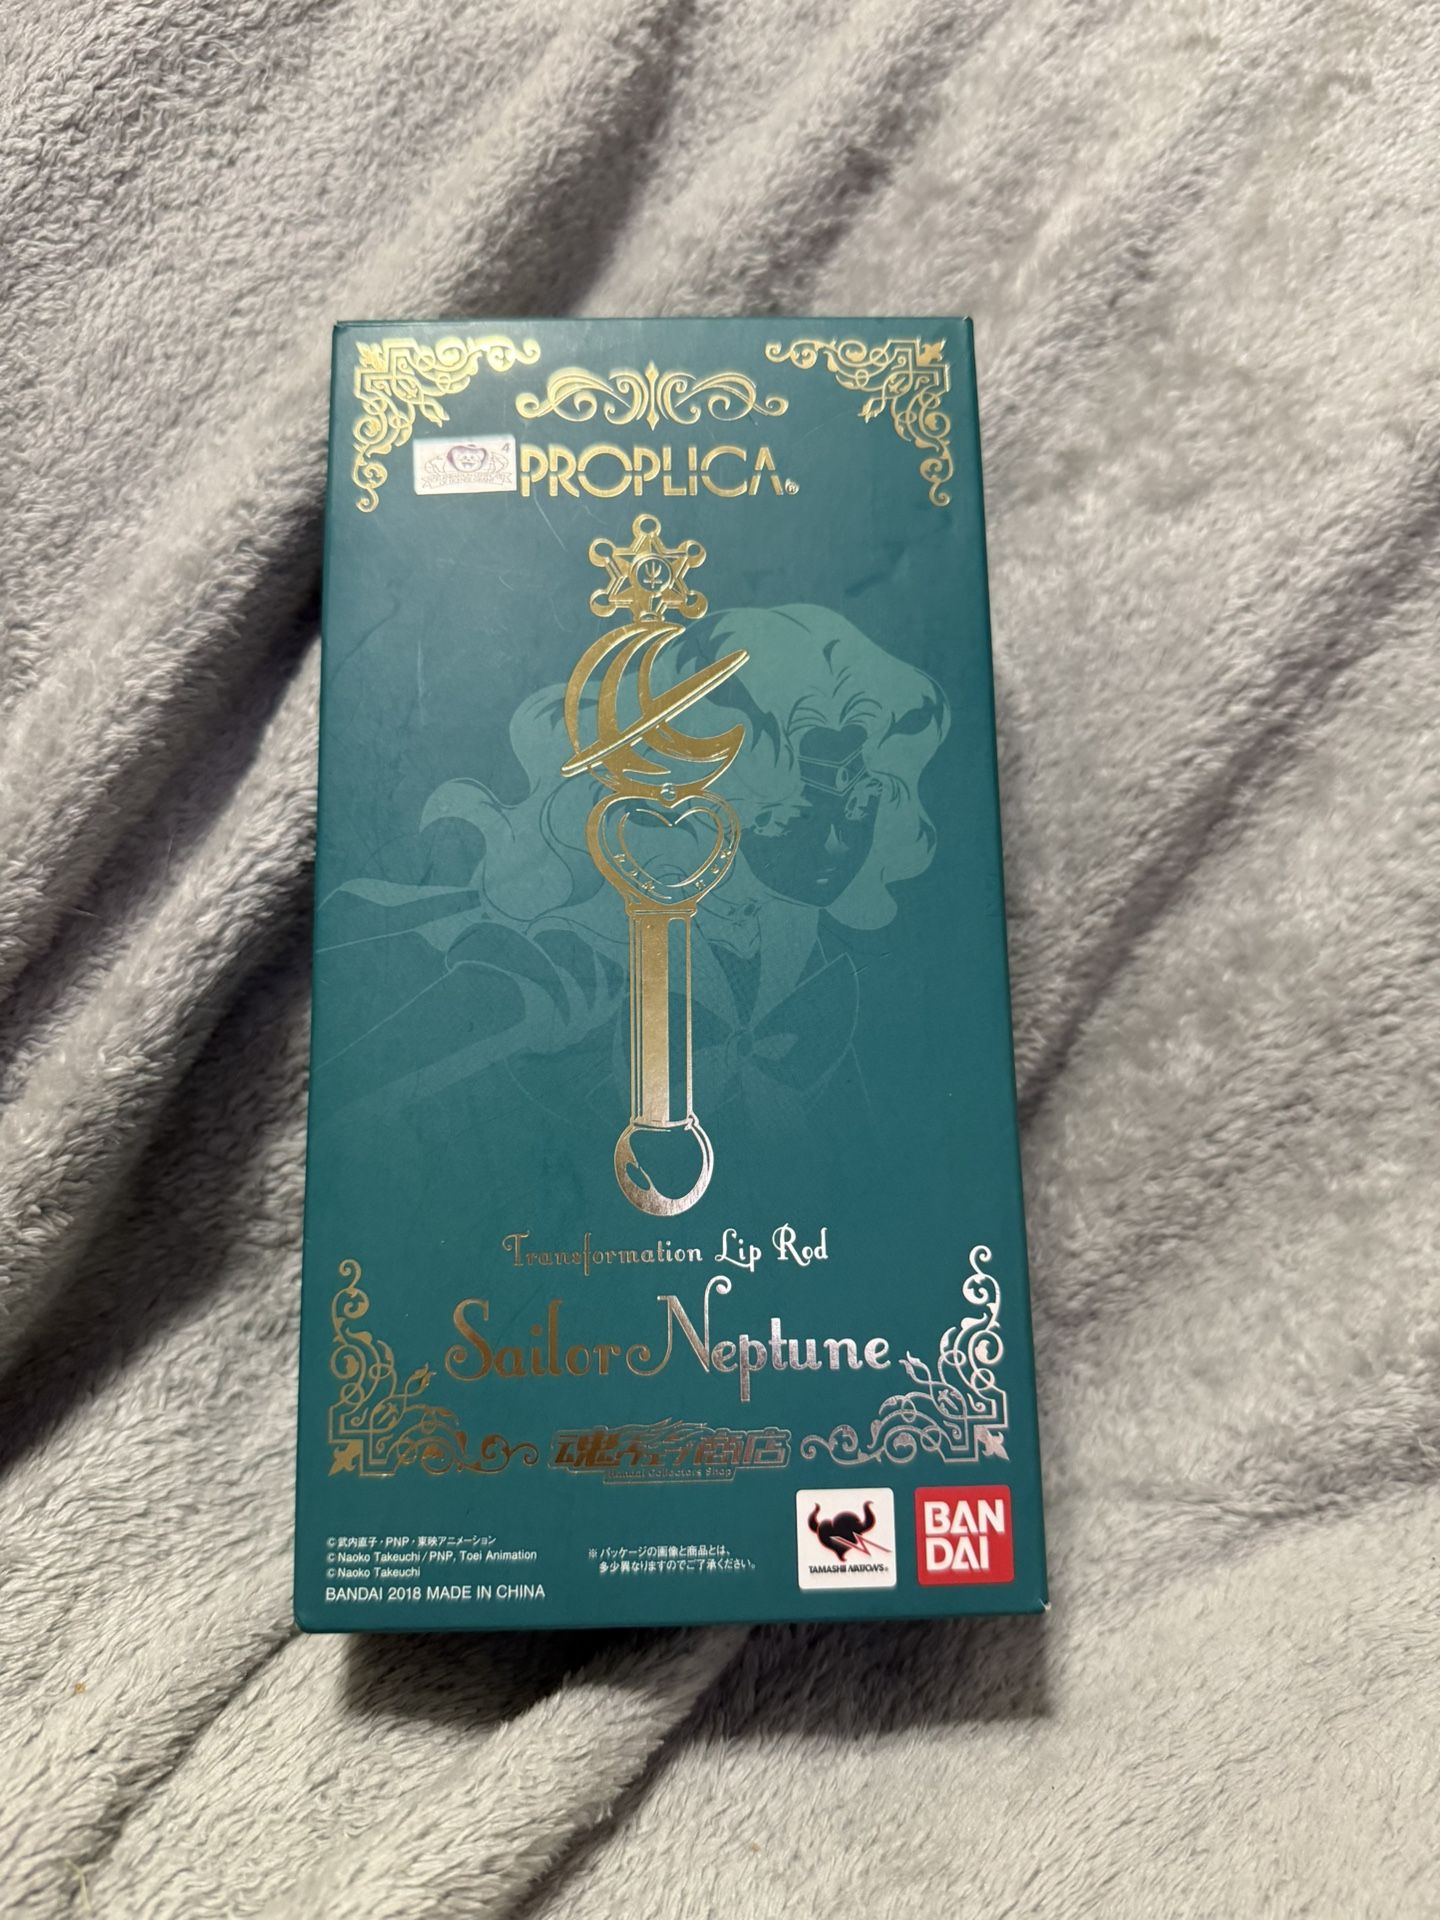 4
PROPLICA®
Transformation Lip Rod
Sailor Neptune
魂ウェブ商店
Bandai Collectors Shop
©武内直子・PNP・東映アニメーション
© Naoko Takeuchi/PNP, Toei Animation
© Naoko Takeuchi
BANDAI 2018 MADE IN CHINA
※パッケージの画像と商品とは、
多少異なりますのでご了承ください。
TAMASHII NATIONS®
BAN
DAI